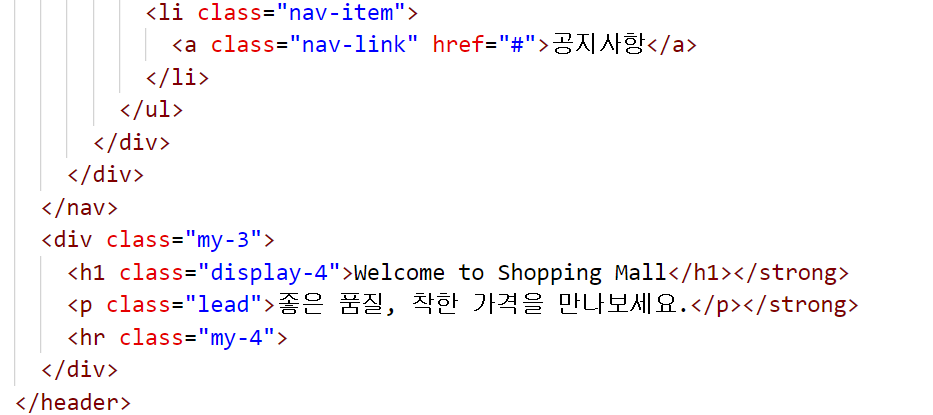 <li class="nav-item">
<a class="nav-link" href="#">공지사항</a>
</li>
</ul>
</div>
</div>
</nav>
<div class="my-3">
<h1 class="display-4">Welcome to Shopping Mall</h1></strong>
<p class="lead">좋은 품질, 착한 가격을 만나보세요.</p></strong>
<hr class="my-4">
</div>
</header>